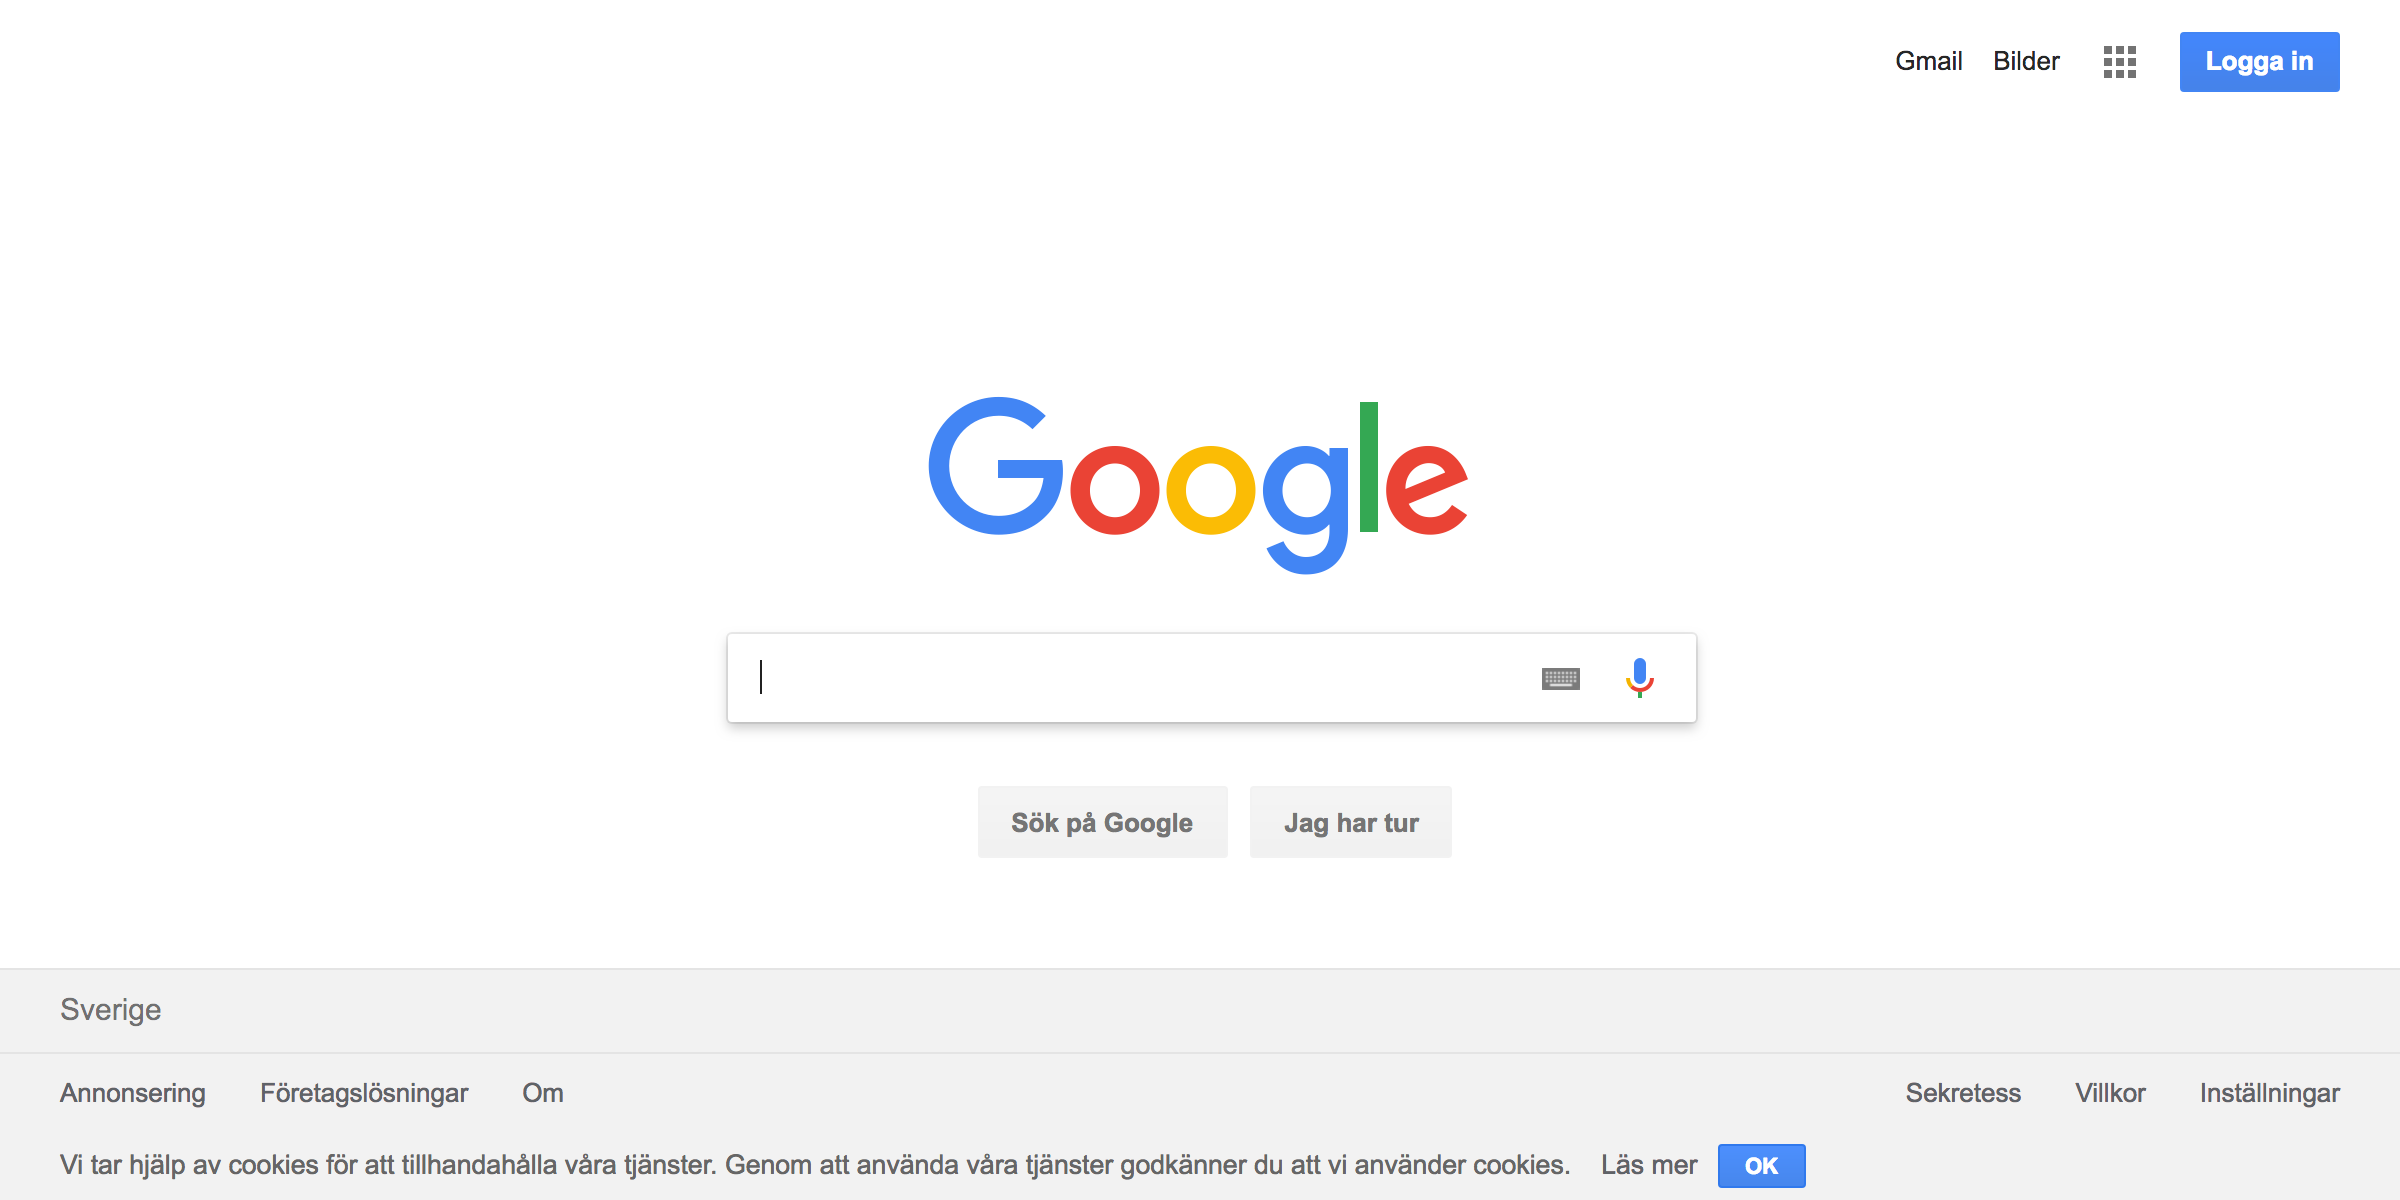 Gmail Bilder Logga in
Google
Sök på Google Jag har tur
Sverige
Annonsering Företagslösningar Om Sekretess Villkor Inställningar
Vi tar hjälp av cookies för att tillhandahålla våra tjänster. Genom att använda våra tjänster godkänner du att vi använder cookies. Läs mer OK